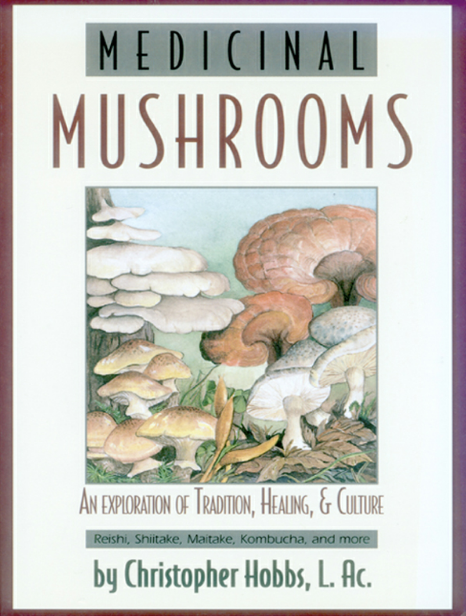 MEDICINAL
MUSHROOMS
AN EXPLORATION OF TRADITION, HEALING, & CULTURE
Reishi, Shiitake, Maitake, Kombucha, and more
by Christopher Hobbs, L. Ac.